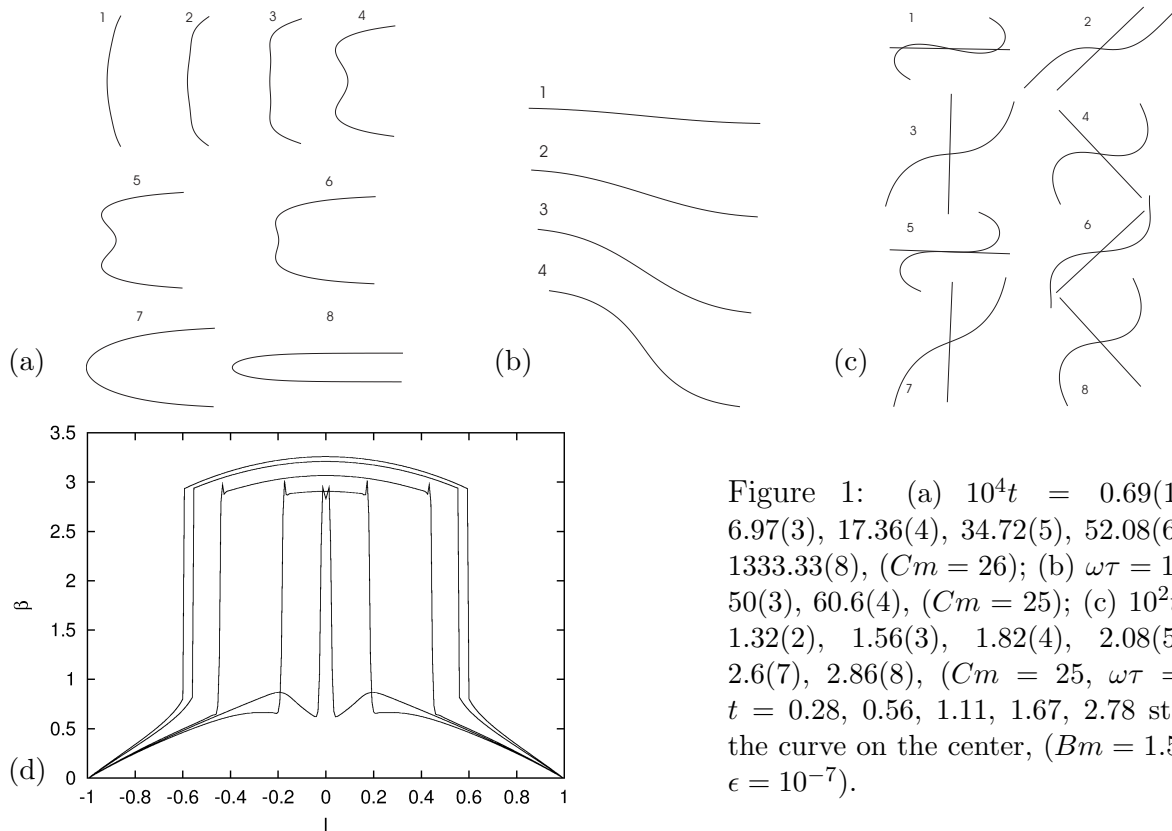 1 2 3 4
5 6
7 8
(a)
1
2
3
4
(b)
1 2
3 4
5 6
7 8
(c)
3.5
3
2.5
2
1.5
1
0.5
0
β
-1 -0.8 -0.6 -0.4 -0.2 0 0.2 0.4 0.6 0.8 1
l
(d)
Figure 1: (a) 10⁴t = 0.69(1
6.97(3), 17.36(4), 34.72(5), 52.08(6
1333.33(8), (Cm = 26); (b) ωτ = 1
50(3), 60.6(4), (Cm = 25); (c) 10²
1.32(2), 1.56(3), 1.82(4), 2.08(5
2.6(7), 2.86(8), (Cm = 25, ωτ =
t = 0.28, 0.56, 1.11, 1.67, 2.78 st
the curve on the center, (Bm = 1.5
ϵ = 10⁻⁷).